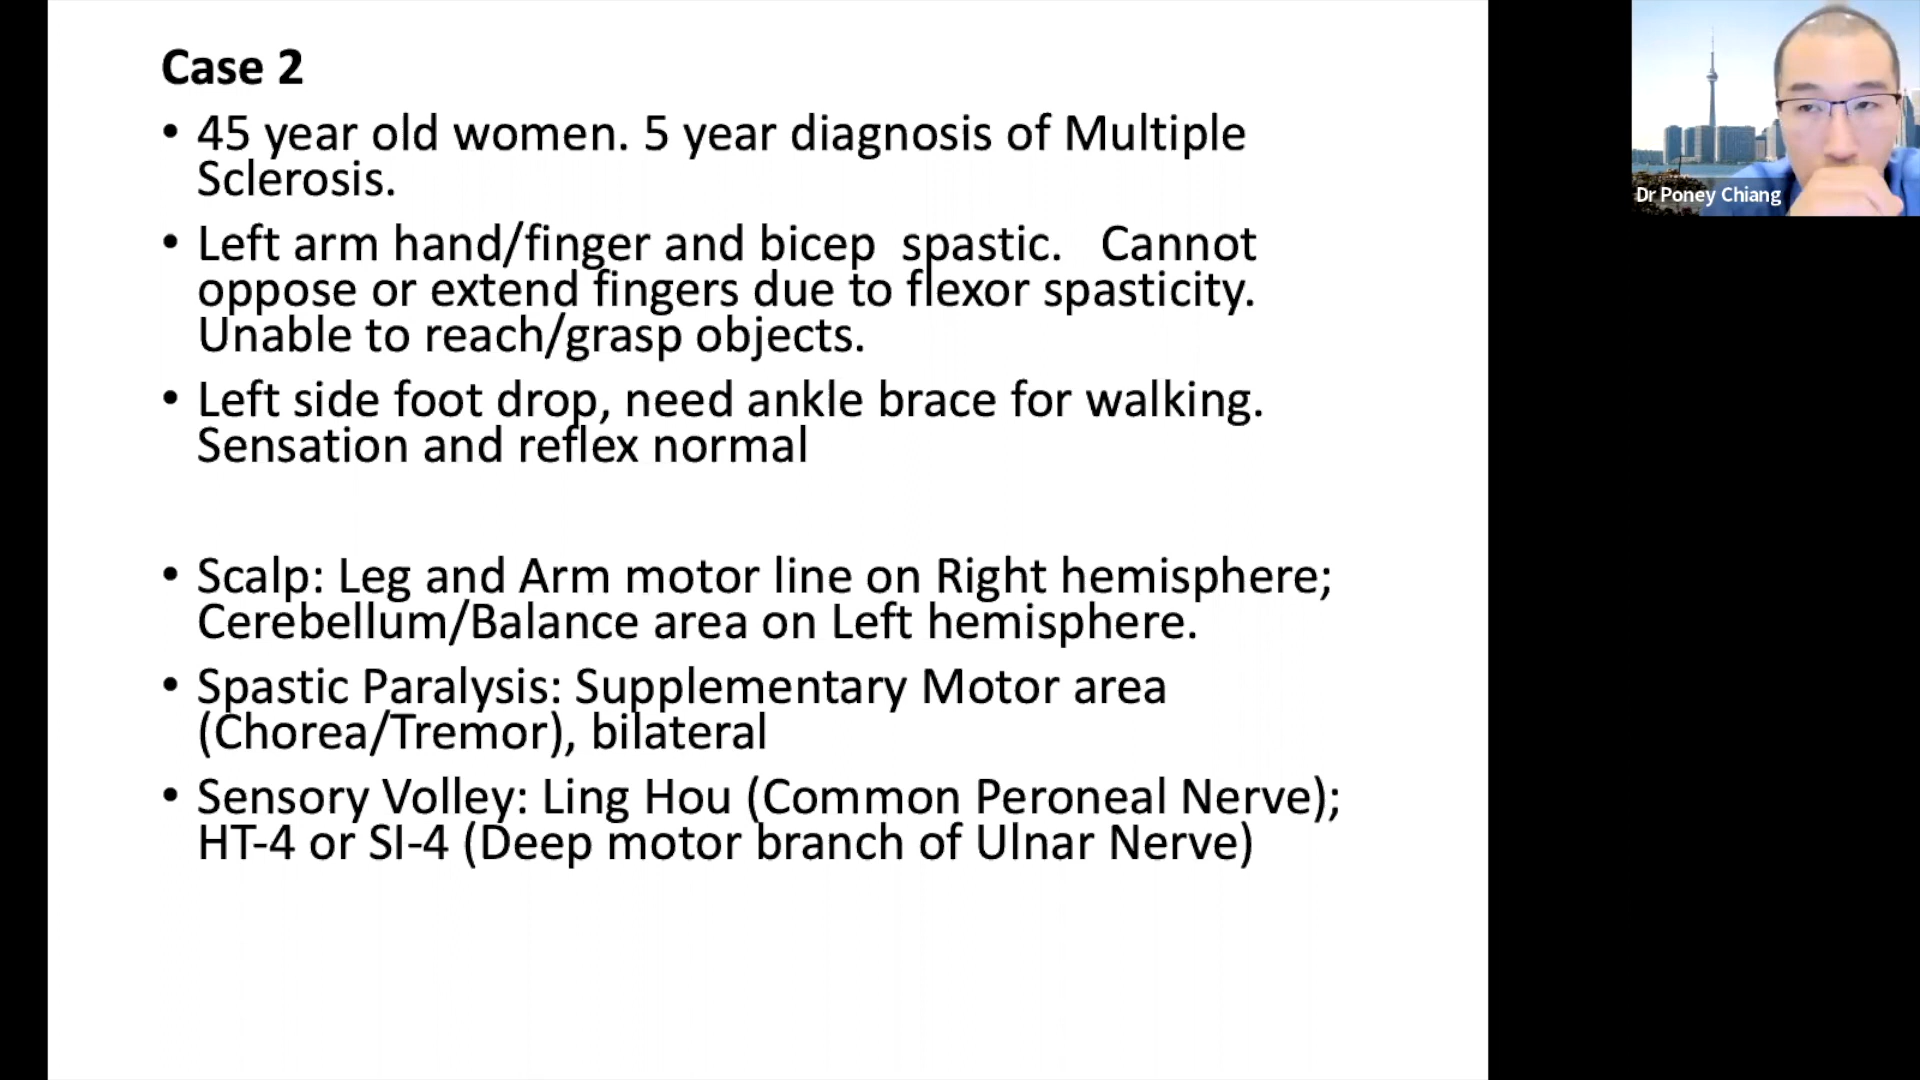 Case 2
• 45 year old women. 5 year diagnosis of Multiple
Sclerosis.
• Left arm hand/finger and bicep  spastic.   Cannot
oppose or extend fingers due to flexor spasticity.
Unable to reach/grasp objects.
• Left side foot drop, need ankle brace for walking.
Sensation and reflex normal
• Scalp: Leg and Arm motor line on Right hemisphere;
Cerebellum/Balance area on Left hemisphere.
• Spastic Paralysis: Supplementary Motor area
(Chorea/Tremor), bilateral
• Sensory Volley: Ling Hou (Common Peroneal Nerve);
HT-4 or SI-4 (Deep motor branch of Ulnar Nerve)
Dr Poney Chiang